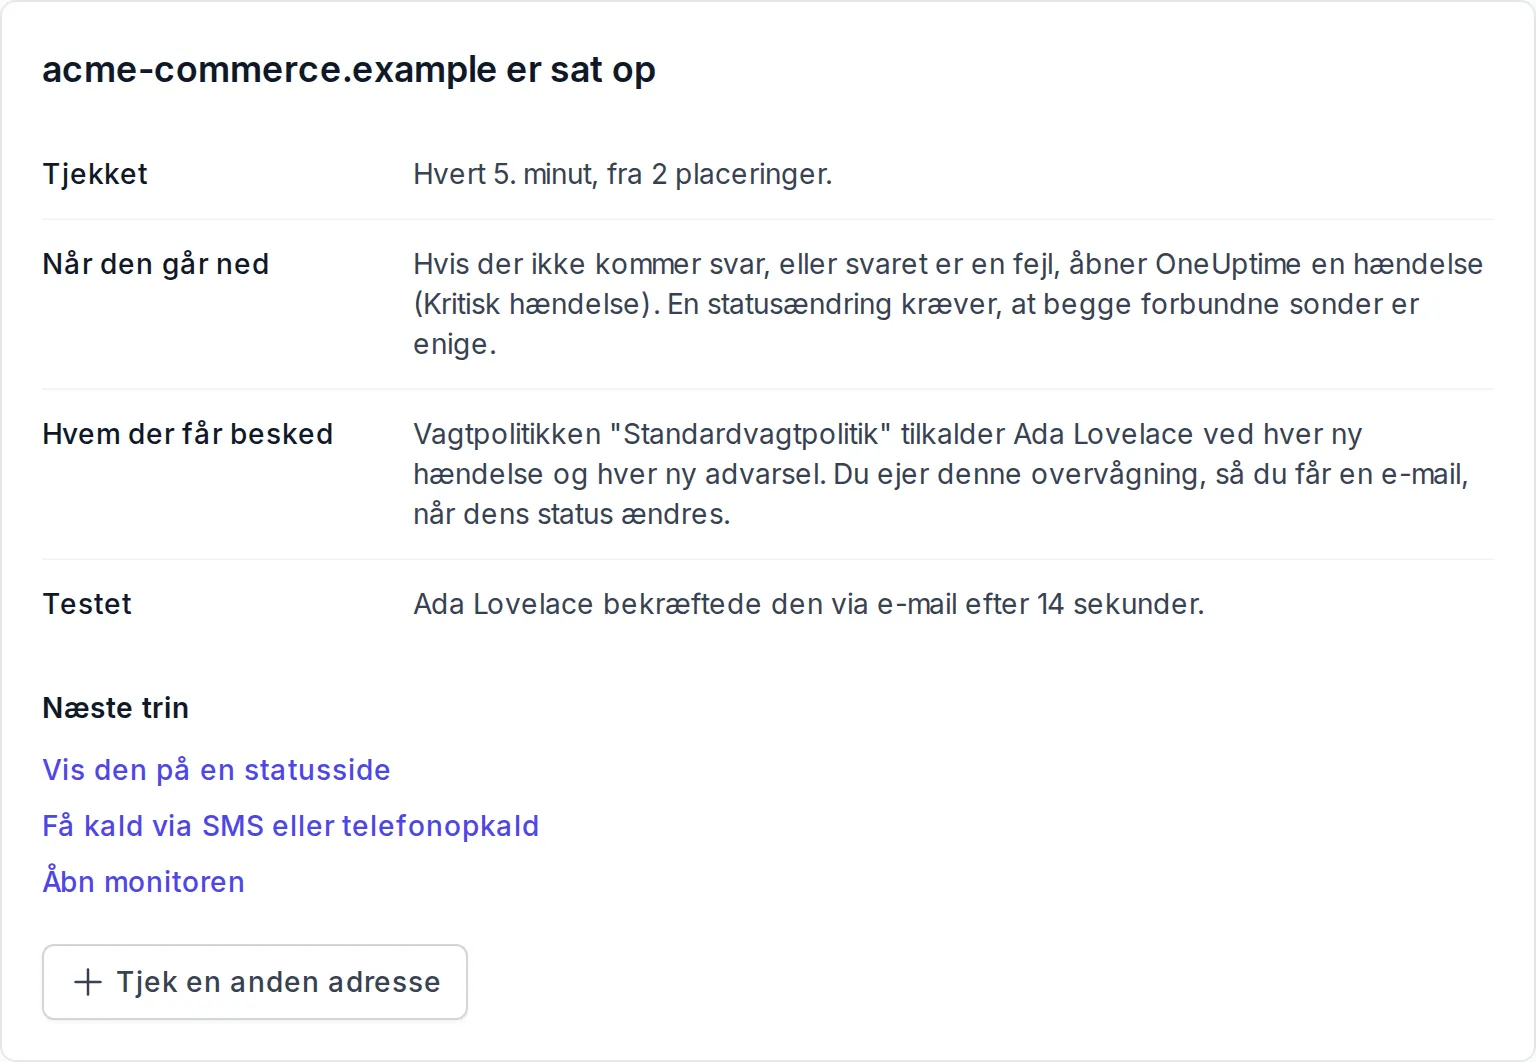 acme-commerce.example er sat op
Tjekket
Hvert 5. minut, fra 2 placeringer.
Når den går ned
Hvis der ikke kommer svar, eller svaret er en fejl, åbner OneUptime en hændelse
(Kritisk hændelse). En statusændring kræver, at begge forbundne sonder er
enige.
Hvem der får besked
Vagtpolitikken "Standardvagtpolitik" tilkalder Ada Lovelace ved hver ny
hændelse og hver ny advarsel. Du ejer denne overvågning, så du får en e-mail,
når dens status ændres.
Testet
Ada Lovelace bekræftede den via e-mail efter 14 sekunder.
Næste trin
Vis den på en statusside
Få kald via SMS eller telefonopkald
Åbn monitoren
Tjek en anden adresse